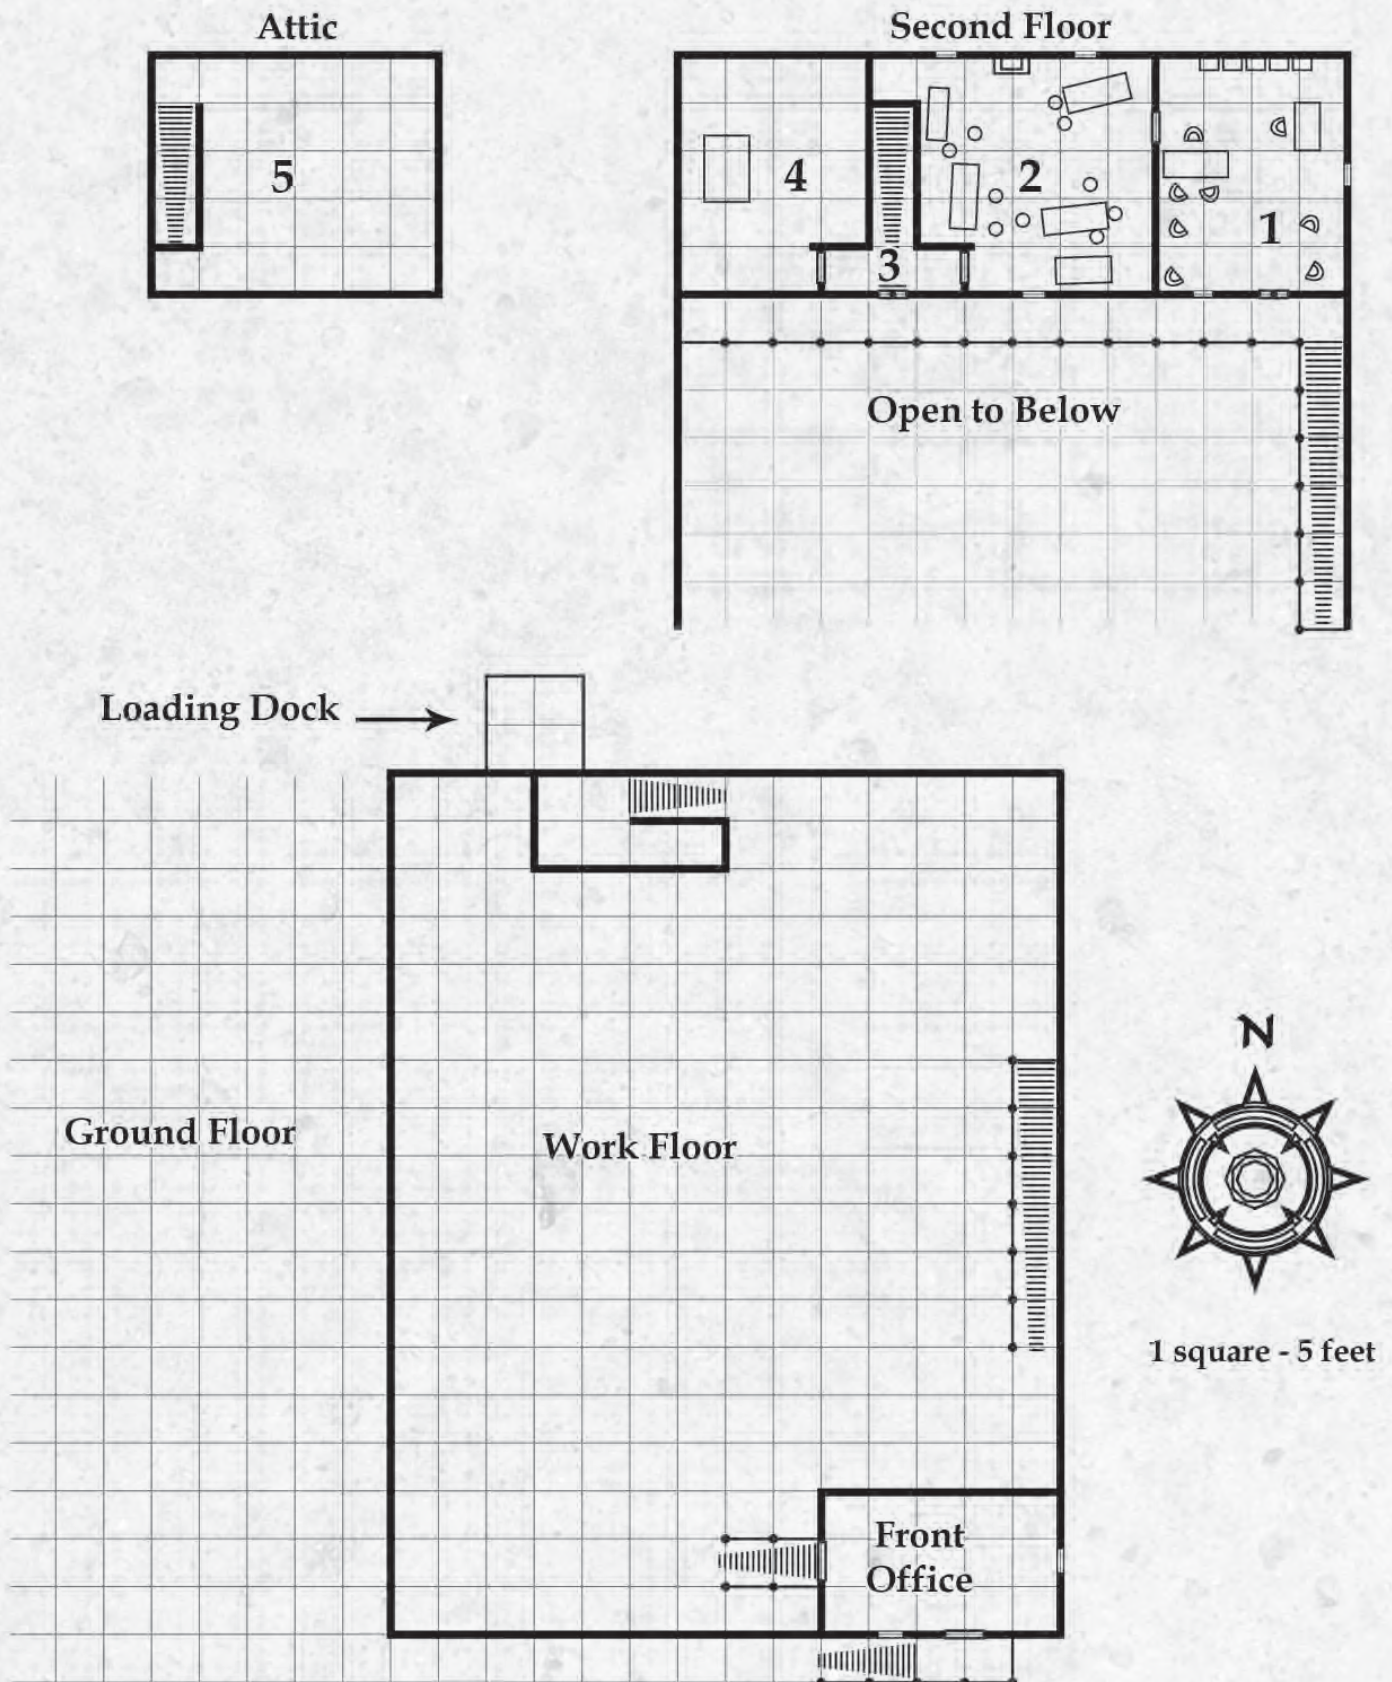 Attic
Second Floor
5
4
2
1
3
Open to Below
Loading Dock
N
Ground Floor
Work Floor
1 square - 5 feet
Front
Office